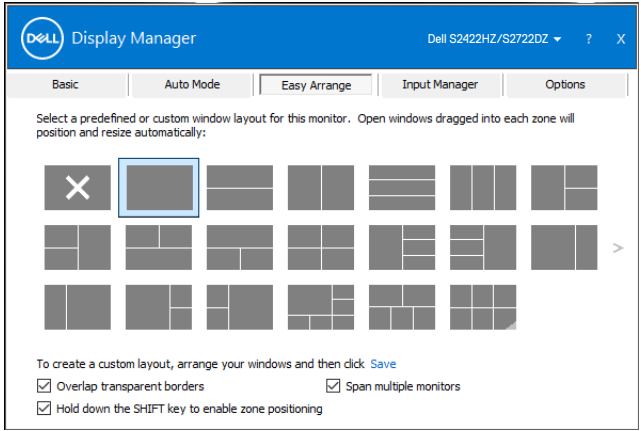 DELL Display Manager
Dell S2422HZ/S2722DZ ? X
Basic Auto Mode Easy Arrange Input Manager Options
Select a predefined or custom window layout for this monitor. Open windows dragged into each zone will
position and resize automatically:
>
To create a custom layout, arrange your windows and then click Save
Overlap transparent borders Span multiple monitors
Hold down the SHIFT key to enable zone positioning